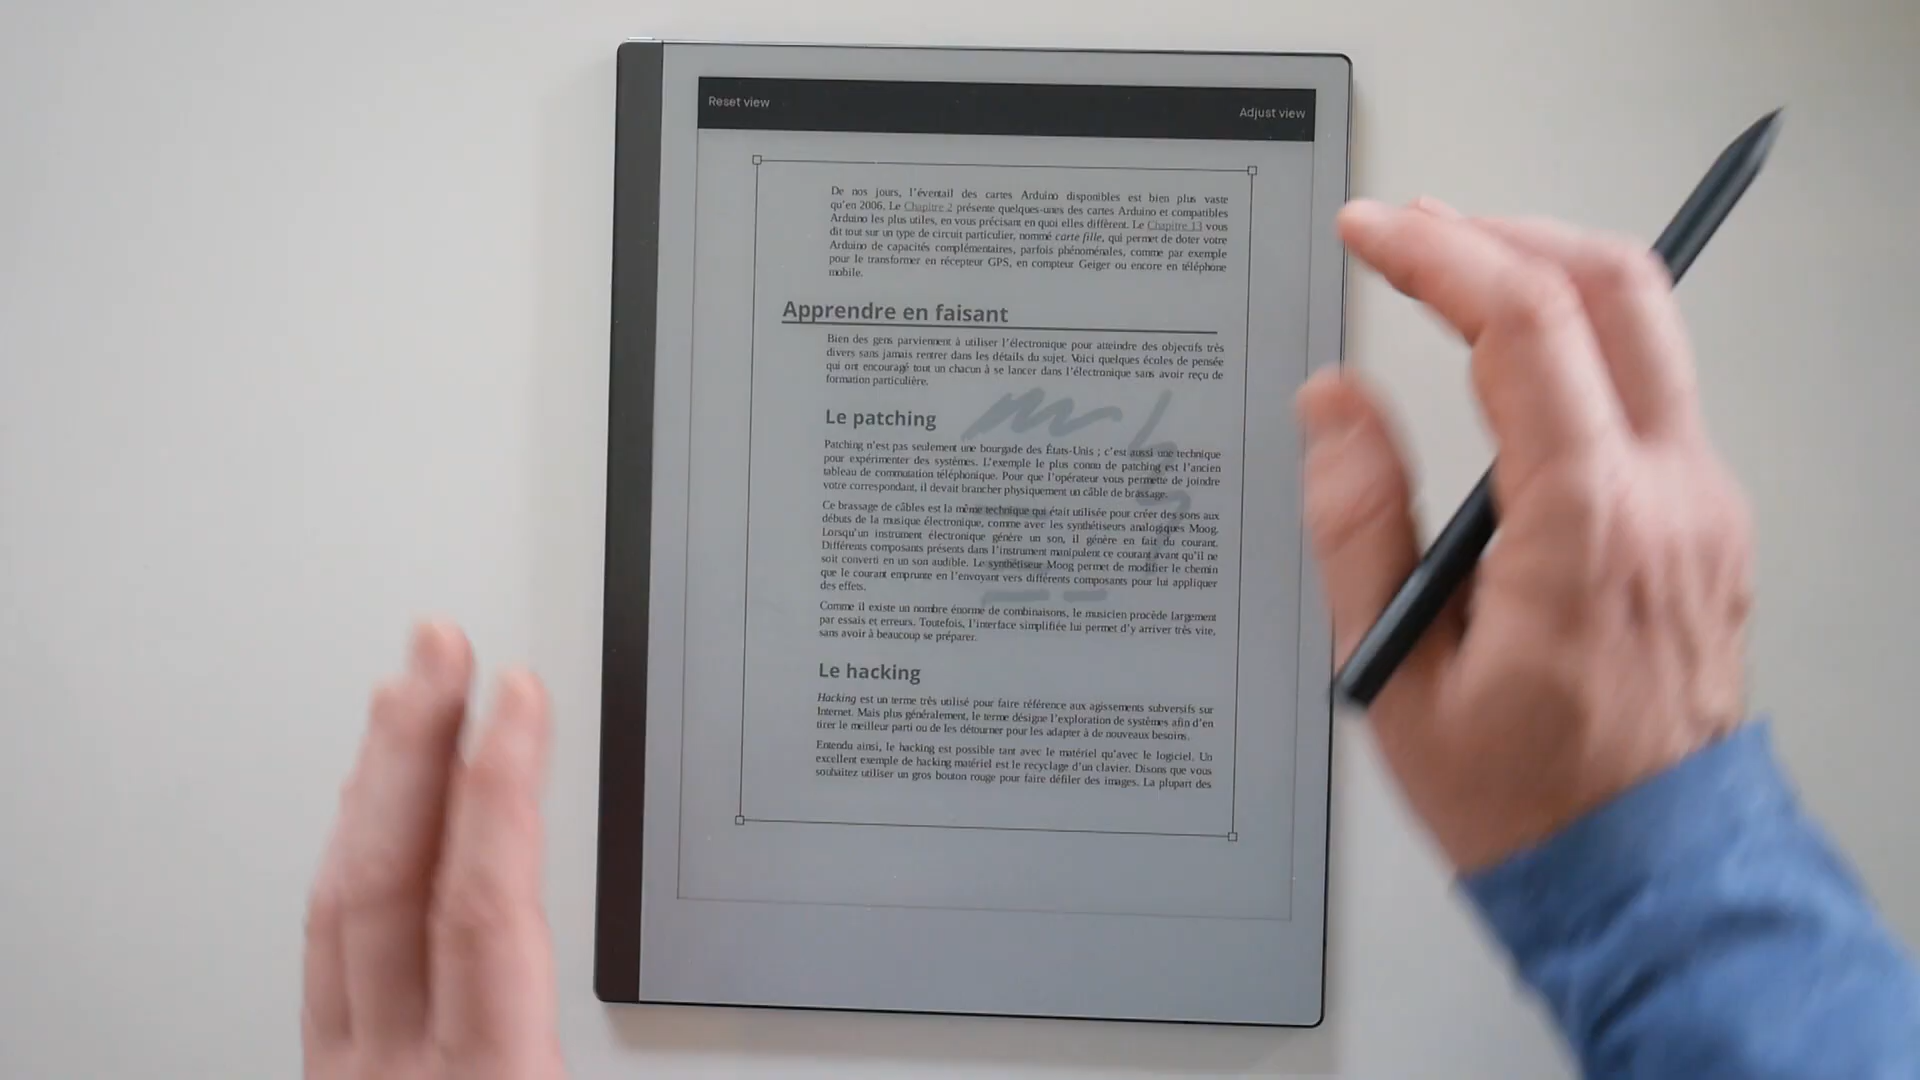 Reset view
Adjust view
De nos jours, l'éventail des cartes Arduino disponibles est bien plus vaste
qu'en 2006. Le Chapitre 2 présente quelques-unes des cartes Arduino et compatibles
Arduino les plus utiles, en vous précisant en quoi elles diffèrent. Le Chapitre 13 vous
dit tout sur un type de circuit particulier, nommé carte fille, qui permet de doter votre
Arduino de capacités complémentaires, parfois phénoménales, comme par exemple
pour le transformer en récepteur GPS, en compteur Geiger ou encore en téléphone
mobile.
Apprendre en faisant
Bien des gens parviennent à utiliser l'électronique pour atteindre des objectifs très
divers sans jamais rentrer dans les détails du sujet. Voici quelques écoles de pensée
qui ont encouragé tout un chacun à se lancer dans l'électronique sans avoir reçu de
formation particulière.
Le patching
Patching n'est pas seulement une bourgade des États-Unis ; c'est aussi une technique
pour expérimenter des systèmes. L'exemple le plus connu de patching est l'ancien
tableau de commutation téléphonique. Pour que l'opérateur vous permette de joindre
votre correspondant, il devait brancher physiquement un câble de brassage.
Ce brassage de câbles est la même technique qui était utilisée pour créer des sons aux
débuts de la musique électronique, comme avec les synthétiseurs analogiques Moog.
Lorsqu'un instrument électronique génère un son, il génère en fait du courant.
Différents composants présents dans l'instrument manipulent ce courant avant qu'il ne
soit converti en un son audible. Le synthétiseur Moog permet de modifier le chemin
que le courant emprunte en l'envoyant vers différents composants pour lui appliquer
des effets.
Comme il existe un nombre énorme de combinaisons, le musicien procède largement
par essais et erreurs. Toutefois, l'interface simplifiée lui permet d'y arriver très vite,
sans avoir à beaucoup se préparer.
Le hacking
Hacking est un terme très utilisé pour faire référence aux agissements subversifs sur
Internet. Mais plus généralement, le terme désigne l'exploration de systèmes afin d'en
tirer le meilleur parti ou de les détourner pour les adapter à de nouveaux besoins.
Entendu ainsi, le hacking est possible tant avec le matériel qu'avec le logiciel. Un
excellent exemple de hacking matériel est le recyclage d'un clavier. Disons que vous
souhaitez utiliser un gros bouton rouge pour faire défiler des images. La plupart des